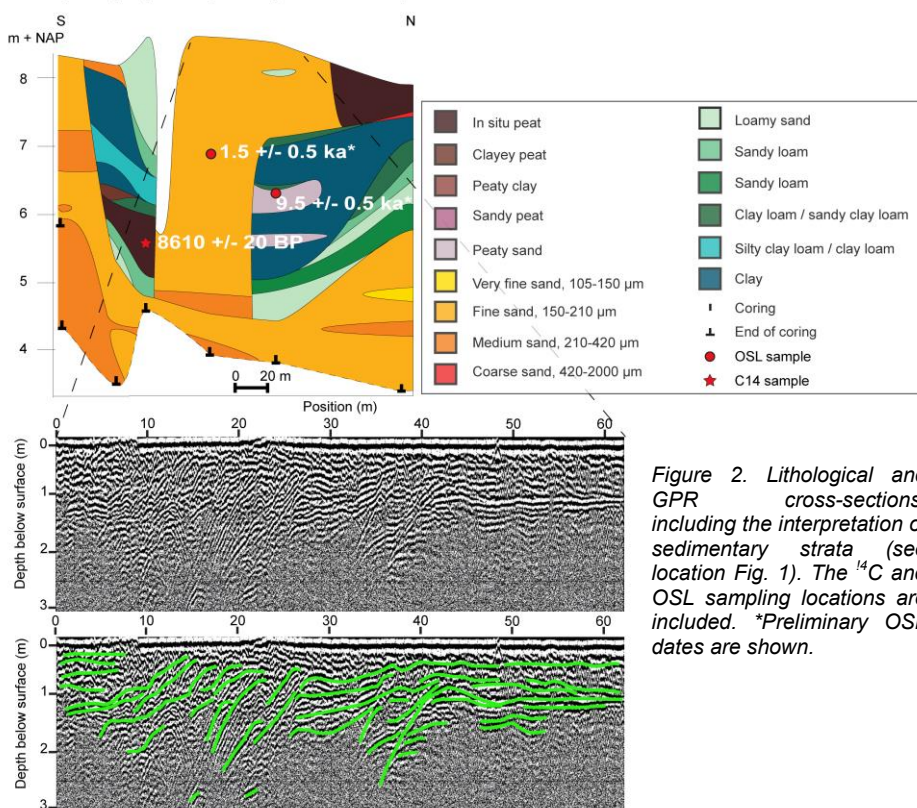 S
N
m + NAP
8
7
6
5
4
1.5 +/- 0.5 ka*
9.5 +/- 0.5 ka*
8610 +/- 20 BP
0 20 m
In situ peat
Clayey peat
Peaty clay
Sandy peat
Peaty sand
Very fine sand, 105-150 µm
Fine sand, 150-210 µm
Medium sand, 210-420 µm
Coarse sand, 420-2000 µm
Loamy sand
Sandy loam
Sandy loam
Clay loam / sandy clay loam
Silty clay loam / clay loam
Clay
Coring
End of coring
OSL sample
C14 sample
Position (m)
0 10 20 30 40 50 60
Depth below surface (m)
0
1
2
3
0 10 20 30 40 50 60
Depth below surface (m)
0
1
2
3
Figure 2. Lithological and
GPR cross-sections
including the interpretation o
sedimentary strata (see
location Fig. 1). The ¹⁴C and
OSL sampling locations are
included. *Preliminary OSL
dates are shown.